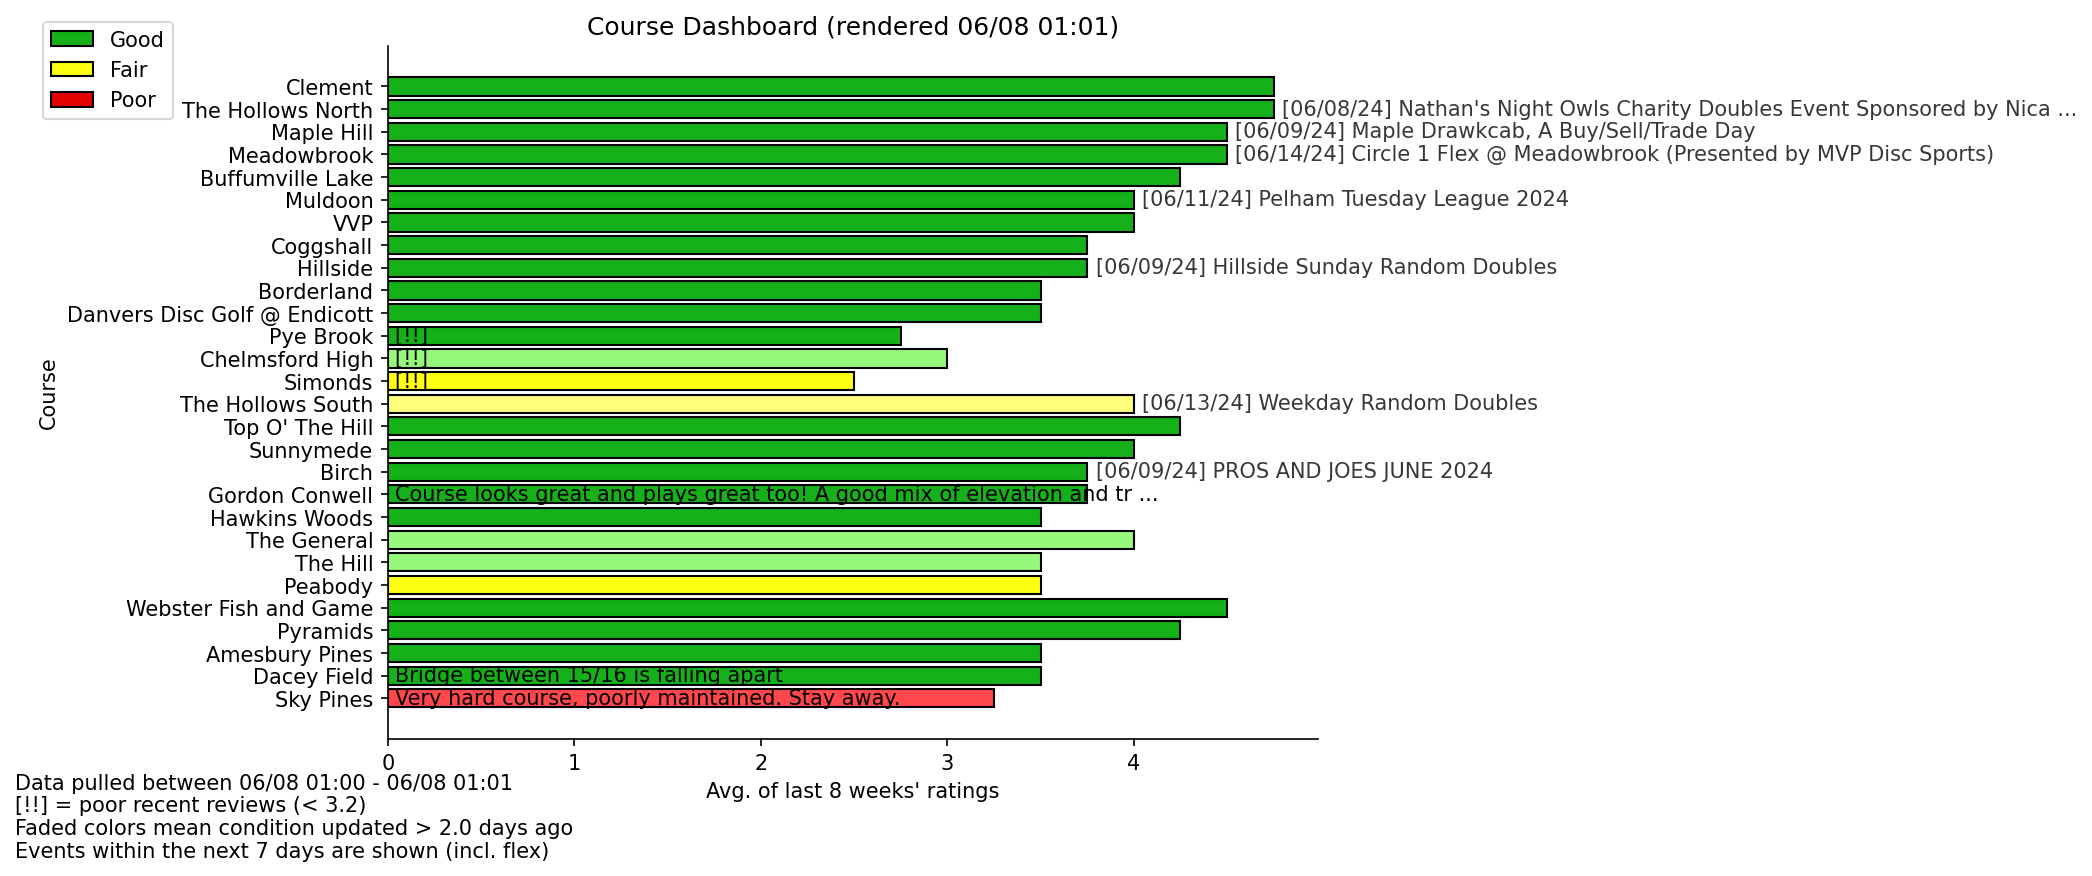 Course Dashboard (rendered 06/08 01:01)
Good
Fair
Poor
Clement
The Hollows North [06/08/24] Nathan's Night Owls Charity Doubles Event Sponsored by Nica ...
Maple Hill [06/09/24] Maple Drawkcab, A Buy/Sell/Trade Day
Meadowbrook [06/14/24] Circle 1 Flex @ Meadowbrook (Presented by MVP Disc Sports)
Buffumville Lake
Muldoon [06/11/24] Pelham Tuesday League 2024
VVP
Coggshall
Hillside [06/09/24] Hillside Sunday Random Doubles
Borderland
Danvers Disc Golf @ Endicott
Pye Brook [!!]
Chelmsford High [!!]
Simonds [!!]
The Hollows South [06/13/24] Weekday Random Doubles
Top O' The Hill
Sunnymede
Birch [06/09/24] PROS AND JOES JUNE 2024
Gordon Conwell Course looks great and plays great too! A good mix of elevation and tr ...
Hawkins Woods
The General
The Hill
Peabody
Webster Fish and Game
Pyramids
Amesbury Pines
Dacey Field Bridge between 15/16 is falling apart
Sky Pines Very hard course, poorly maintained. Stay away.
Course
0 1 2 3 4
Avg. of last 8 weeks' ratings
Data pulled between 06/08 01:00 - 06/08 01:01
[!!] = poor recent reviews (< 3.2)
Faded colors mean condition updated > 2.0 days ago
Events within the next 7 days are shown (incl. flex)